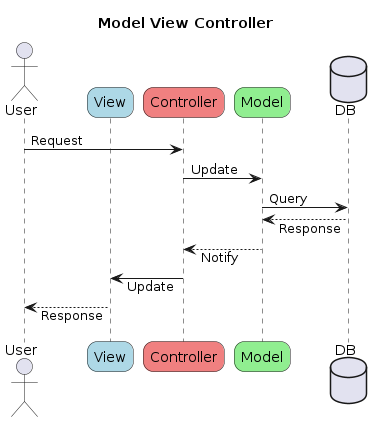 Model View Controller
User
View
Controller
Model
DB
Request
Update
Query
Response
Notify
Update
Response
User
View
Controller
Model
DB